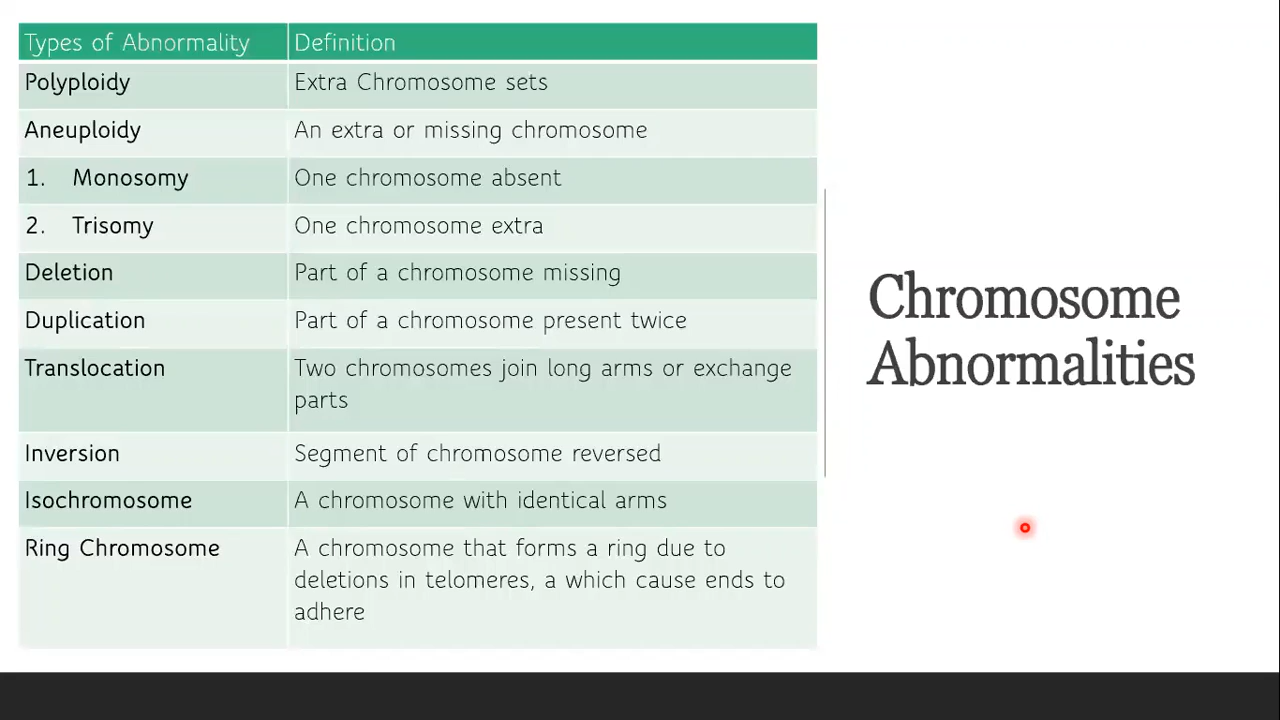 Types of Abnormality Definition
Polyploidy Extra Chromosome sets
Aneuploidy An extra or missing chromosome
1. Monosomy One chromosome absent
2. Trisomy One chromosome extra
Deletion Part of a chromosome missing
Duplication Part of a chromosome present twice
Translocation Two chromosomes join long arms or exchange
parts
Inversion Segment of chromosome reversed
Isochromosome A chromosome with identical arms
Ring Chromosome A chromosome that forms a ring due to
deletions in telomeres, a which cause ends to
adhere
Chromosome
Abnormalities